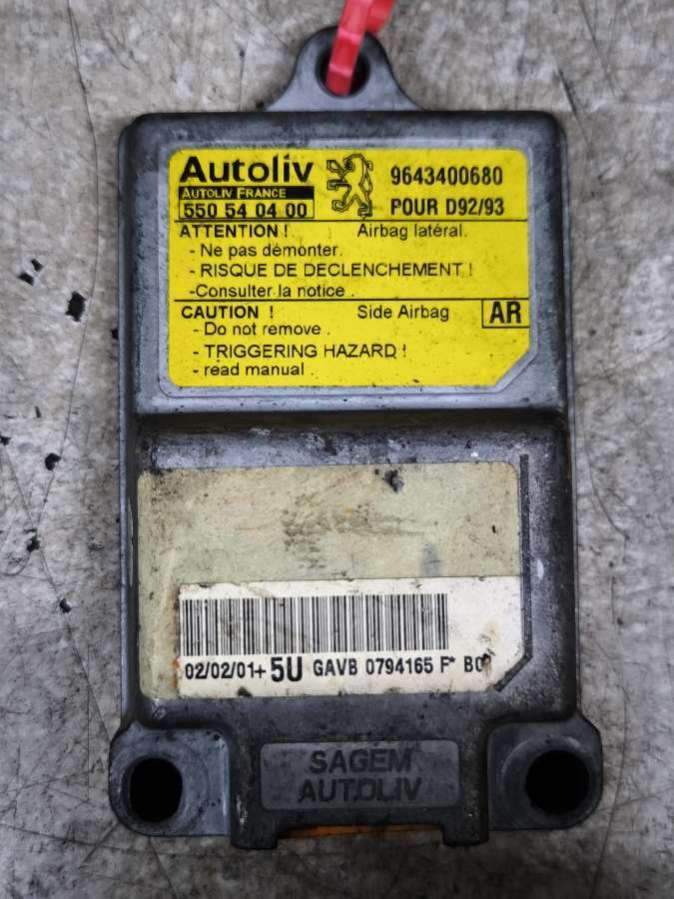 Autoliv
AUTOLIV FRANCE
550 54 04 00
9643400680
POUR D92/93
ATTENTION ! Airbag latéral.
- Ne pas démonter.
- RISQUE DE DECLENCHEMENT !
-Consulter la notice .
CAUTION ! Side Airbag AR
- Do not remove .
- TRIGGERING HAZARD !
- read manual .
02/02/01+ 5U GAVB 0794165 F*
SAGEM
AUTOLIV